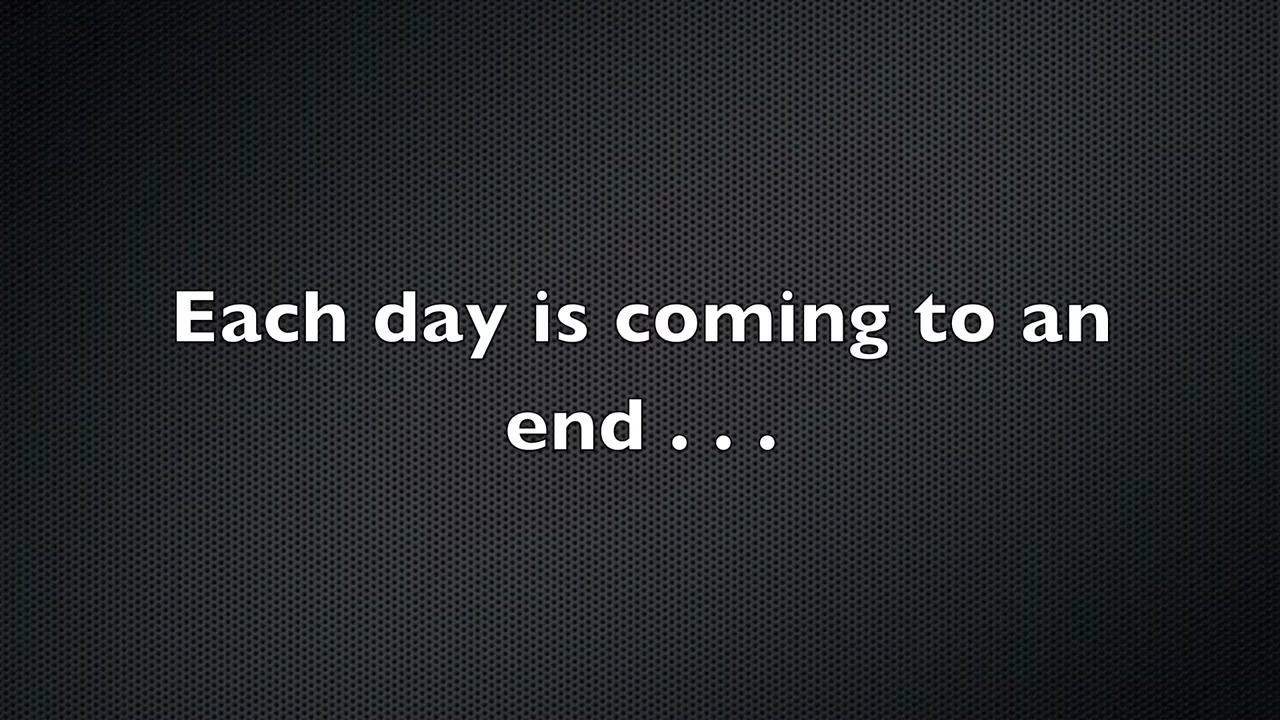 Each day is coming to an
end . . .